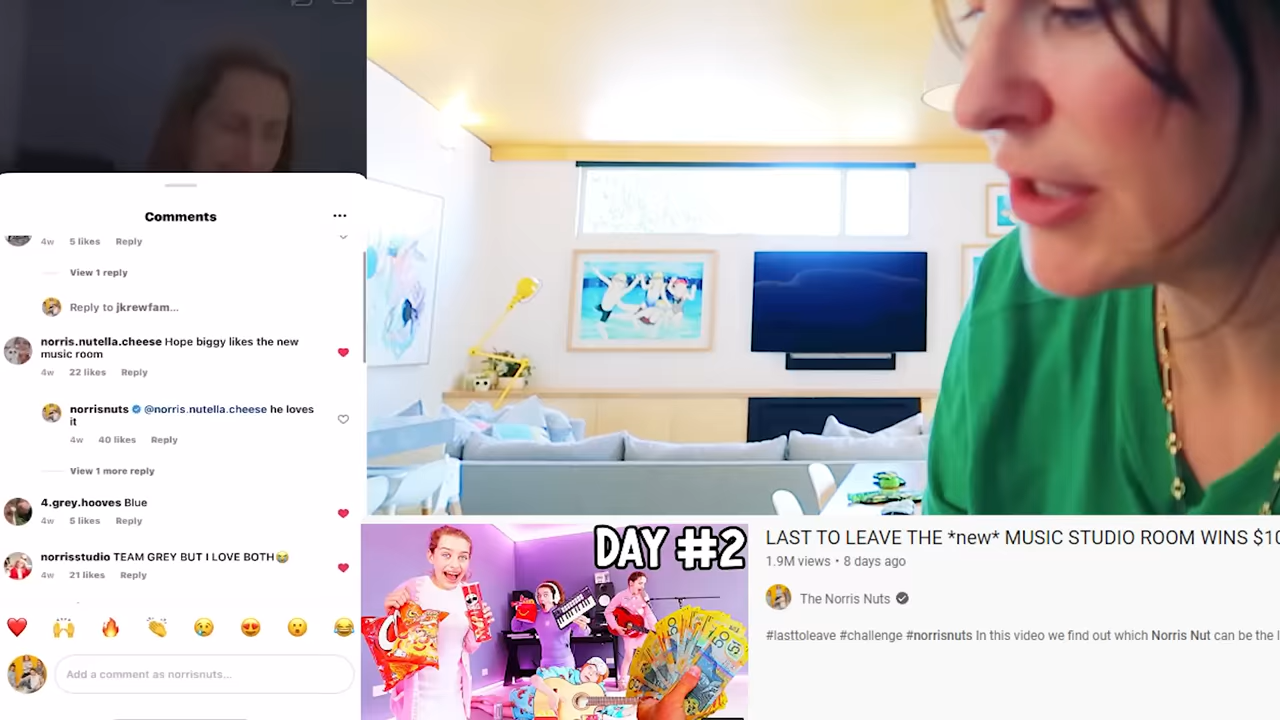 Comments
4w 5 likes Reply
View 1 reply
Reply to jkrewfam...
norris.nutella.cheese Hope biggy likes the new
music room
4w 22 likes Reply
norrisnuts @norris.nutella.cheese he loves
it
4w 40 likes Reply
View 1 more reply
4.grey.hooves Blue
4w 5 likes Reply
norrisstudio TEAM GREY BUT I LOVE BOTH😂
4w 21 likes Reply
Add a comment as norrisnuts...
DAY #2
LAST TO LEAVE THE *new* MUSIC STUDIO ROOM WINS $10
1.9M views • 8 days ago
The Norris Nuts
#lasttoleave #challenge #norrisnuts In this video we find out which Norris Nut can be the